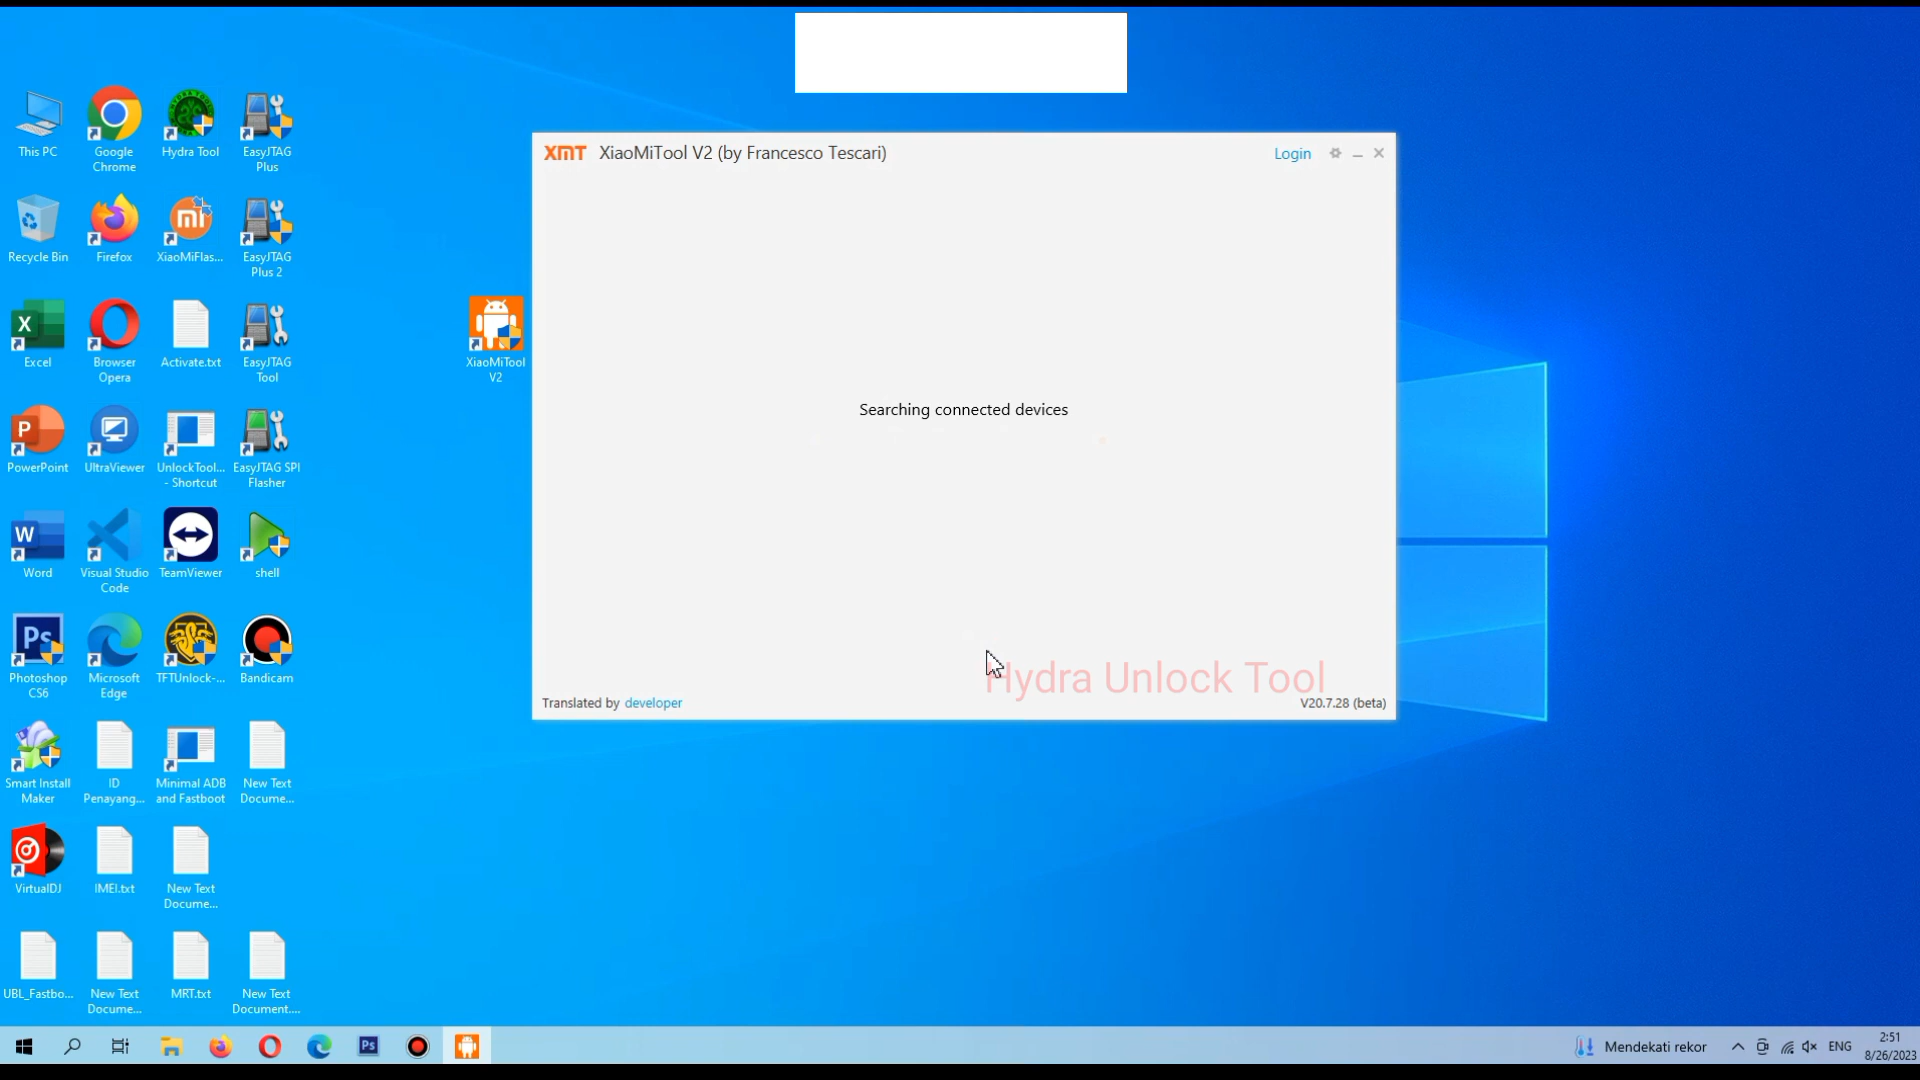 XMT XiaoMiTool V2 (by Francesco Tescari)
Login
Searching connected devices
Hydra Unlock Tool
Translated by developer
V20.7.28 (beta)
This PC
Google
Chrome
Hydra Tool
EasyJTAG
Plus
Recycle Bin
Firefox
mi
XiaoMiFlas...
EasyJTAG
Plus 2
X
Excel
Browser
Opera
Activate.txt
EasyJTAG
Tool
XiaoMiTool
V2
P
PowerPoint
UltraViewer
UnlockTool...
- Shortcut
EasyJTAG SPI
Flasher
W
Word
Visual Studio
Code
TeamViewer
shell
Ps
Photoshop
CS6
Microsoft
Edge
TFTUnlock-...
Bandicam
Smart Install
Maker
ID
Penayang...
Minimal ADB
and Fastboot
New Text
Docume...
VirtualDJ
IMEI.txt
New Text
Docume...
UBL_Fastbo...
New Text
Docume...
MRT.txt
New Text
Document....
Ps
Mendekati rekor
ENG
2:51
8/26/2023